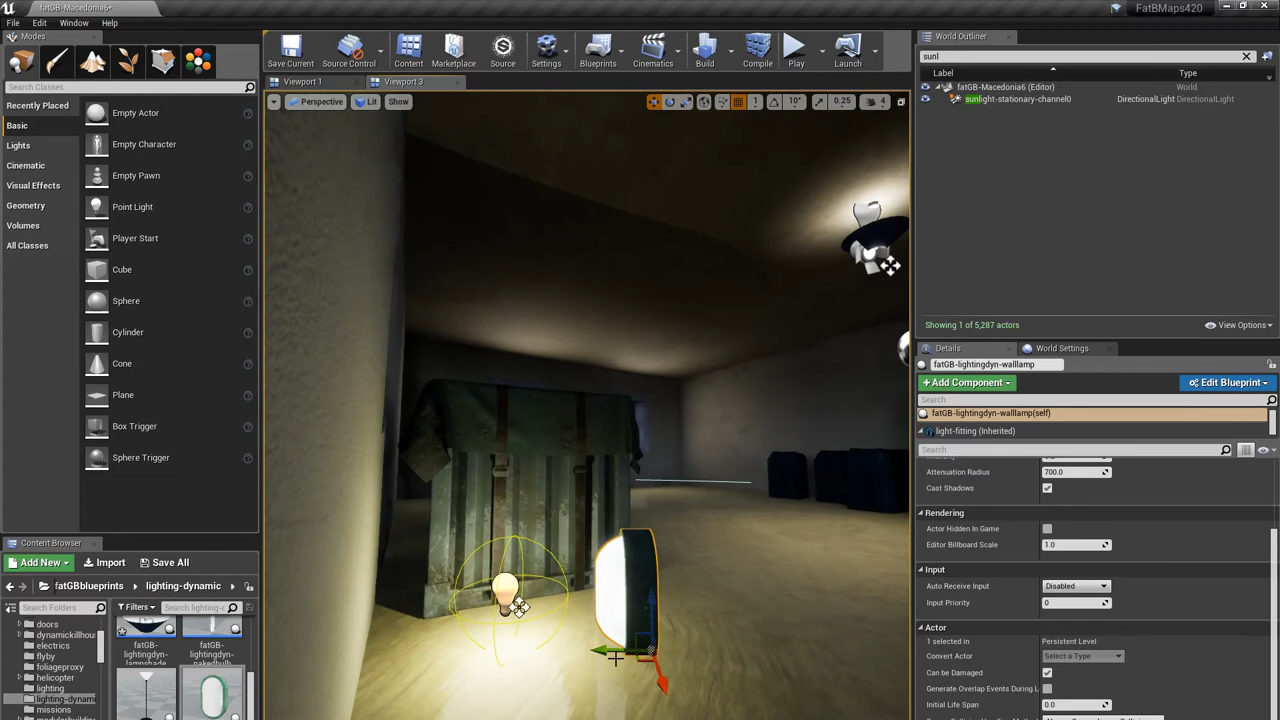 fatGB-Macedonia6*
FatBMaps420
File Edit Window Help
Modes
Search Classes
Recently Placed
Basic
Lights
Cinematic
Visual Effects
Geometry
Volumes
All Classes
Empty Actor
Empty Character
Empty Pawn
Point Light
Player Start
Cube
Sphere
Cylinder
Cone
Plane
Box Trigger
Sphere Trigger
Content Browser
Add New Import Save All
fatGBblueprints lighting-dynamic
Search Folders
Filters Search lighting-c
doors
dynamickillhou
electrics
flyby
foliageproxy
helicopter
lighting
lighting-dynami
missions
fatGB-
lightingdyn-
lampshade
fatGB-
lightingdyn-
nakedbulb
Save Current Source Control Content Marketplace Source Settings Blueprints Cinematics Build Compile Play Launch
Viewport 1 Viewport 3
Perspective Lit Show
10° 0.25 4
World Outliner
sunl
Label Type
fatGB-Macedonia6 (Editor) World
sunlight-stationary-channel0 DirectionalLight DirectionalLight
Showing 1 of 5,287 actors View Options
Details World Settings
fatGB-lightingdyn-walllamp
+Add Component Edit Blueprint
Search
fatGB-lightingdyn-walllamp(self)
light-fitting (Inherited)
Search
Attenuation Radius 700.0
Cast Shadows
Rendering
Actor Hidden In Game
Editor Billboard Scale 1.0
Input
Auto Receive Input Disabled
Input Priority 0
Actor
1 selected in Persistent Level
Convert Actor Select a Type
Can be Damaged
Generate Overlap Events During L
Initial Life Span 0.0